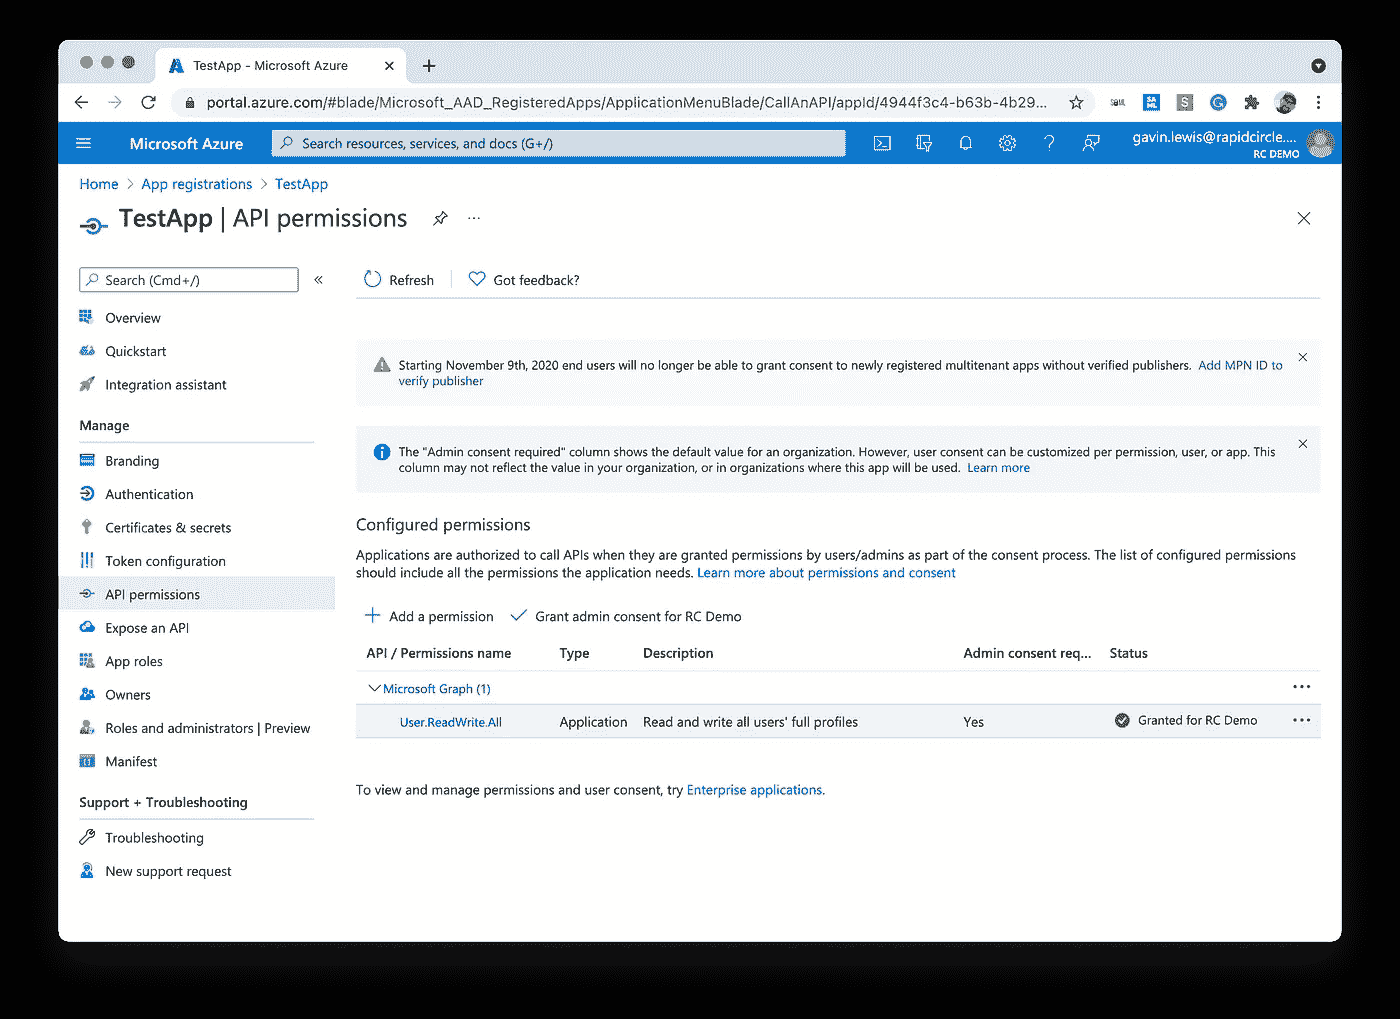 TestApp - Microsoft Azure
portal.azure.com/#blade/Microsoft_AAD_RegisteredApps/ApplicationMenuBlade/CallAnAPI/appId/4944f3c4-b63b-4b29...
Microsoft Azure
Search resources, services, and docs (G+/)
gavin.lewis@rapidcircle....
RC DEMO
Home > App registrations > TestApp
TestApp | API permissions
Search (Cmd+/)
Refresh
Got feedback?
Overview
Quickstart
Integration assistant
Manage
Branding
Authentication
Certificates & secrets
Token configuration
API permissions
Expose an API
App roles
Owners
Roles and administrators | Preview
Manifest
Support + Troubleshooting
Troubleshooting
New support request
Starting November 9th, 2020 end users will no longer be able to grant consent to newly registered multitenant apps without verified publishers. Add MPN ID to
verify publisher
The "Admin consent required" column shows the default value for an organization. However, user consent can be customized per permission, user, or app. This
column may not reflect the value in your organization, or in organizations where this app will be used. Learn more
Configured permissions
Applications are authorized to call APIs when they are granted permissions by users/admins as part of the consent process. The list of configured permissions
should include all the permissions the application needs. Learn more about permissions and consent
Add a permission
Grant admin consent for RC Demo
API / Permissions name Type Description Admin consent req... Status
Microsoft Graph (1)
User.ReadWrite.All Application Read and write all users' full profiles Yes Granted for RC Demo
To view and manage permissions and user consent, try Enterprise applications.